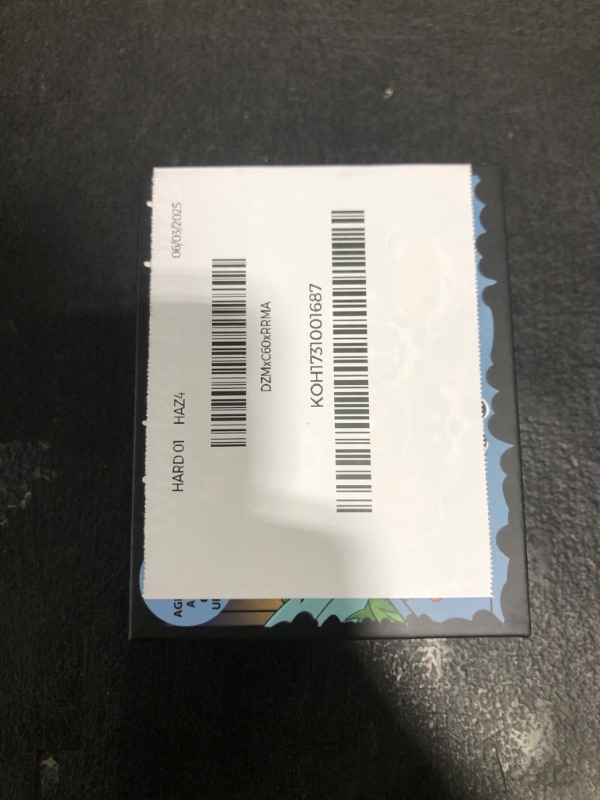 06/03/2025
HARD 01 HAZ4
DZMxC60xRRMA
KOH1731001687